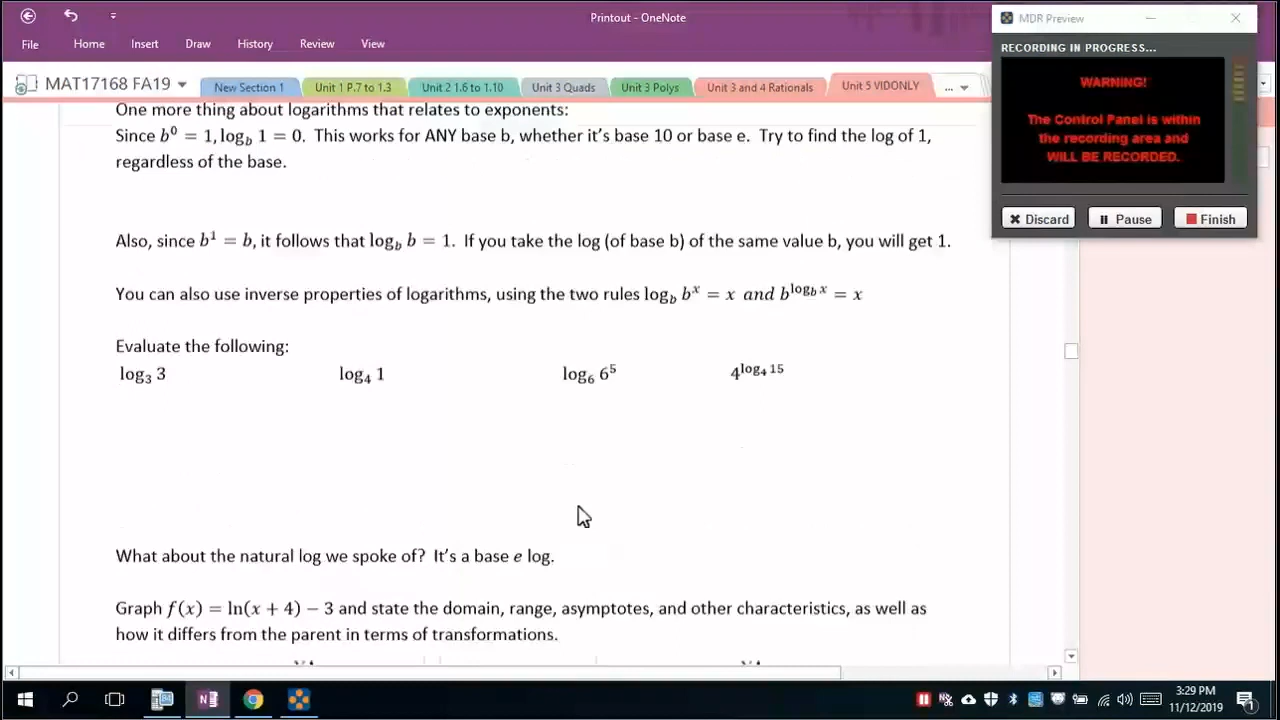 Printout - OneNote
File Home Insert Draw History Review View
MAT17168 FA19
New Section 1 Unit 1 P.7 to 1.3 Unit 2 1.6 to 1.10 Unit 3 Quads Unit 3 Polys Unit 3 and 4 Rationals Unit 5 VIDONLY ...
MDR Preview
RECORDING IN PROGRESS...
WARNING!
The Control Panel is within
the recording area and
WILL BE RECORDED.
Discard Pause Finish
One more thing about logarithms that relates to exponents:
Since b⁰ = 1, log_b 1 = 0. This works for ANY base b, whether it's base 10 or base e. Try to find the log of 1,
regardless of the base.
Also, since b¹ = b, it follows that log_b b = 1. If you take the log (of base b) of the same value b, you will get 1.
You can also use inverse properties of logarithms, using the two rules log_b bˣ = x and b^{log_b x} = x
Evaluate the following:
log₃ 3 log₄ 1 log₆ 6⁵ 4^{log₄ 15}
What about the natural log we spoke of? It's a base e log.
Graph f(x) = ln(x + 4) − 3 and state the domain, range, asymptotes, and other characteristics, as well as
how it differs from the parent in terms of transformations.
3:29 PM
11/12/2019
1